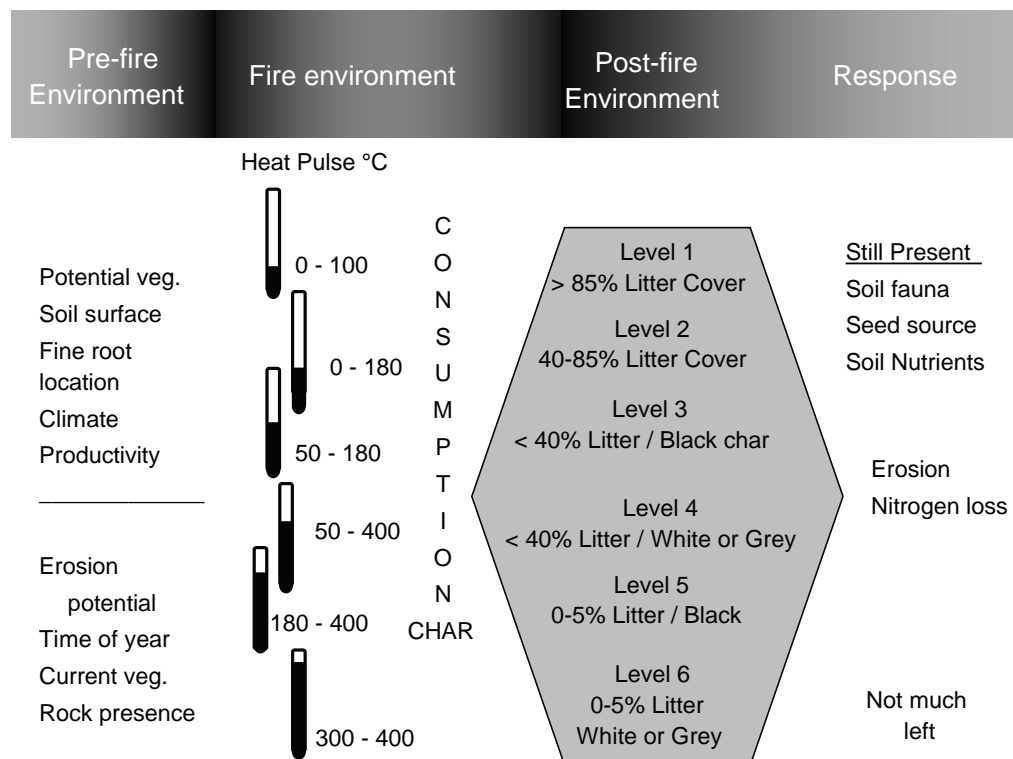 Pre-fire
Environment
Fire environment
Post-fire
Environment
Response
Potential veg.
Soil surface
Fine root
location
Climate
Productivity
Erosion
potential
Time of year
Current veg.
Rock presence
Heat Pulse °C
0 - 100
0 - 180
50 - 180
50 - 400
180 - 400
300 - 400
C
O
N
S
U
M
P
T
I
O
N
CHAR
Level 1
> 85% Litter Cover
Level 2
40-85% Litter Cover
Level 3
< 40% Litter / Black char
Level 4
< 40% Litter / White or Grey
Level 5
0-5% Litter / Black
Level 6
0-5% Litter
White or Grey
Still Present
Soil fauna
Seed source
Soil Nutrients
Erosion
Nitrogen loss
Not much
left